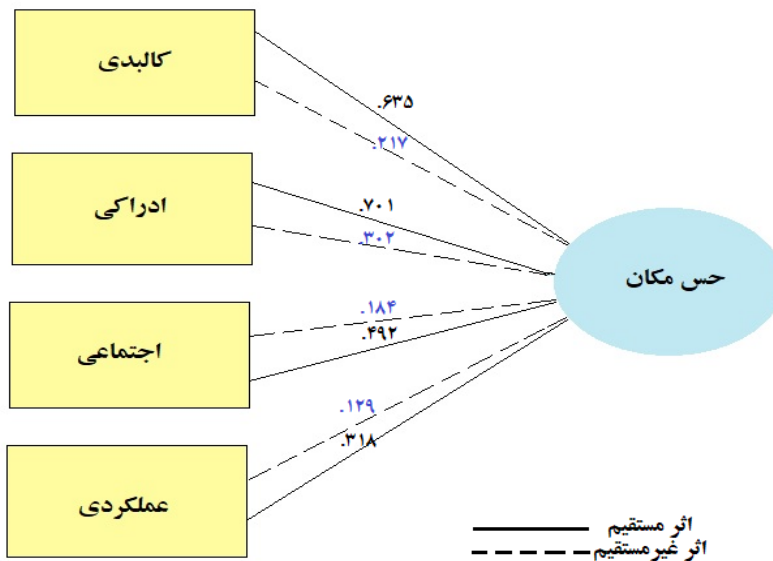 کالبدی
.۶۳۵
.۲۱۷
ادراکی
.۷۰۱
.۳۰۲
حس مکان
اجتماعی
.۱۸۴
.۴۹۲
عملکردی
.۱۲۹
.۳۱۸
اثر مستقیم
اثر غیرمستقیم